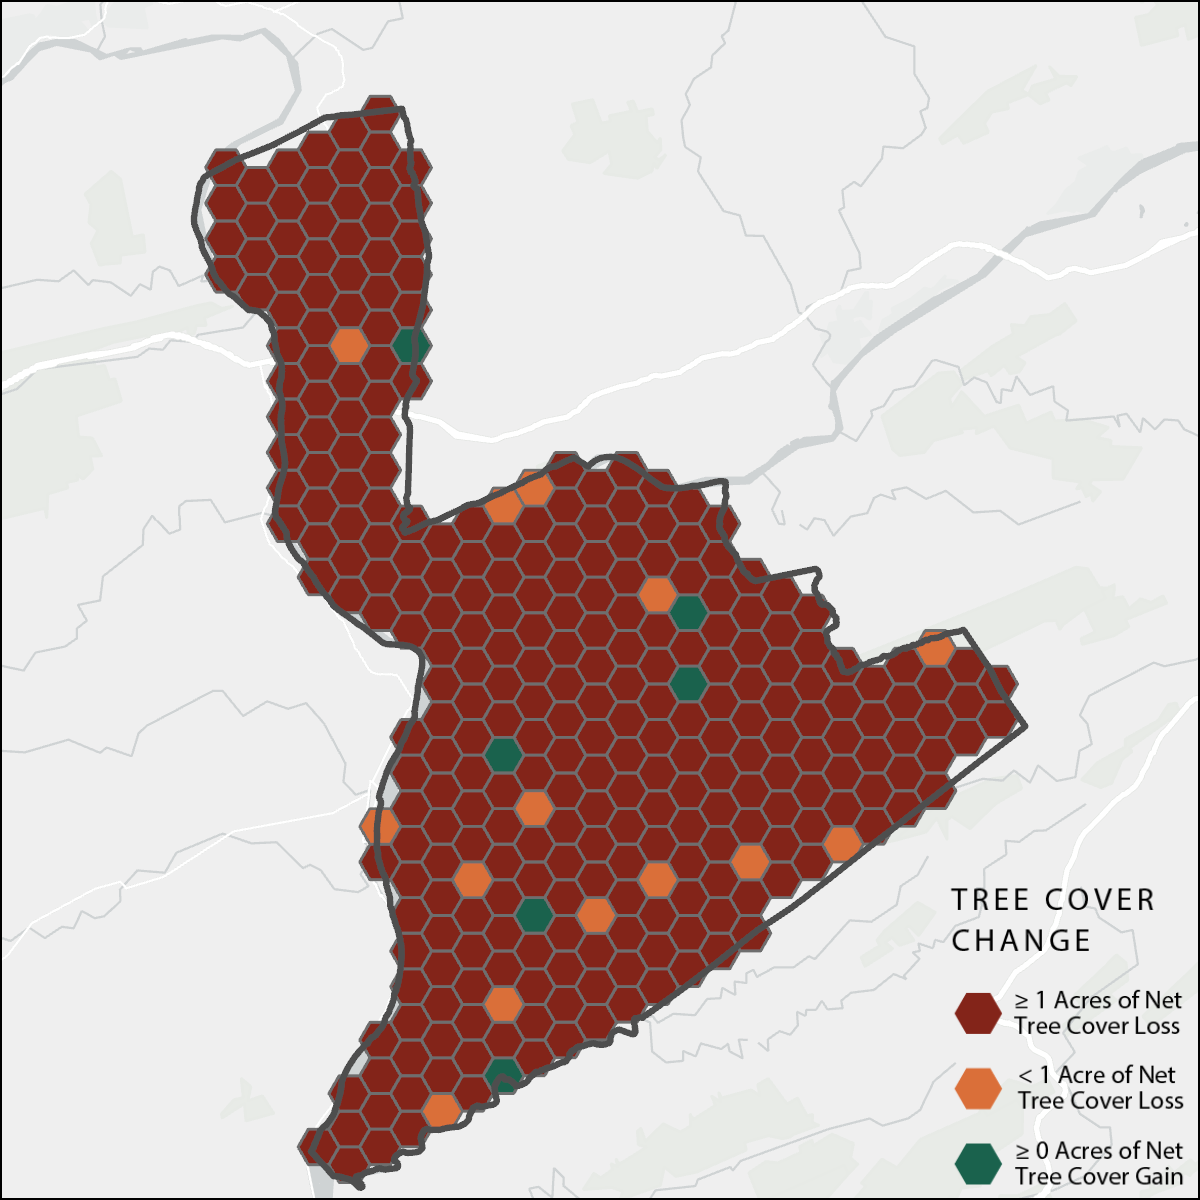 TREE COVER
CHANGE
≥ 1 Acres of Net
Tree Cover Loss
< 1 Acre of Net
Tree Cover Loss
≥ 0 Acres of Net
Tree Cover Gain